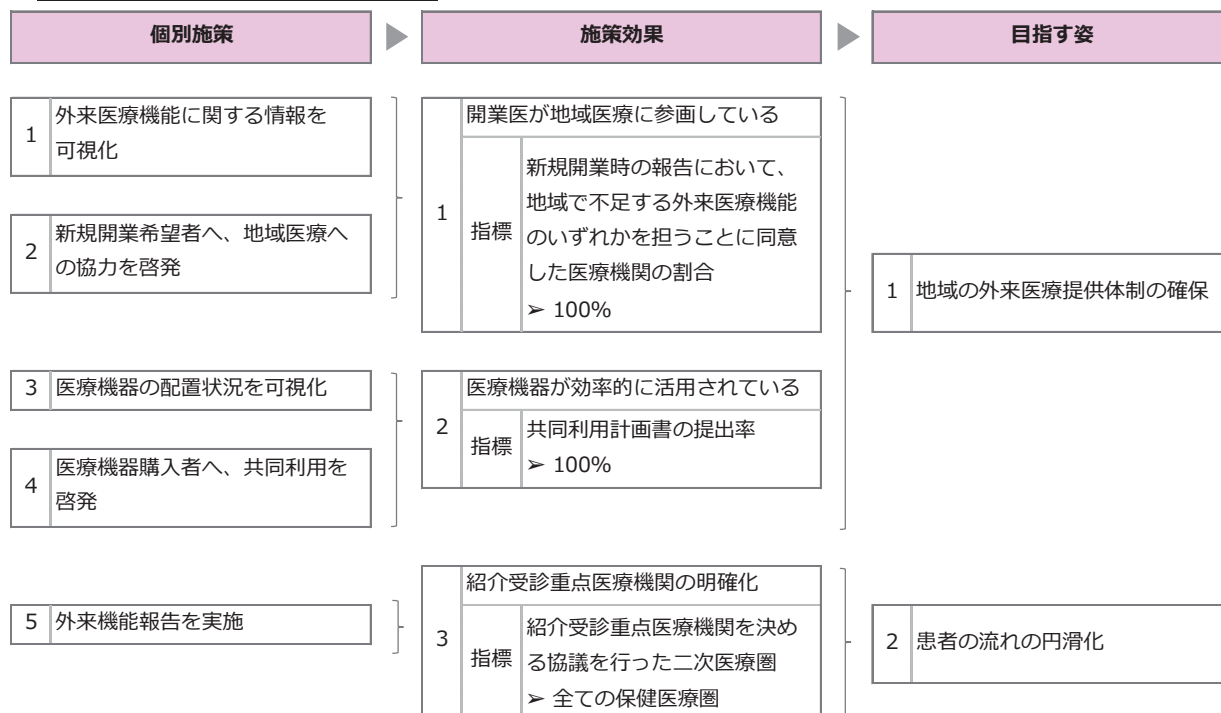 個別施策
施策効果
目指す姿
1
外来医療機能に関する情報を
可視化
2
新規開業希望者へ、地域医療へ
の協力を啓発
3
医療機器の配置状況を可視化
4
医療機器購入者へ、共同利用を
啓発
5
外来機能報告を実施
1
開業医が地域医療に参画している
指標
新規開業時の報告において、
地域で不足する外来医療機能
のいずれかを担うことに同意
した医療機関の割合
➢ 100%
2
医療機器が効率的に活用されている
指標
共同利用計画書の提出率
➢ 100%
3
紹介受診重点医療機関の明確化
指標
紹介受診重点医療機関を決め
る協議を行った二次医療圏
➢ 全ての保健医療圏
1
地域の外来医療提供体制の確保
2
患者の流れの円滑化